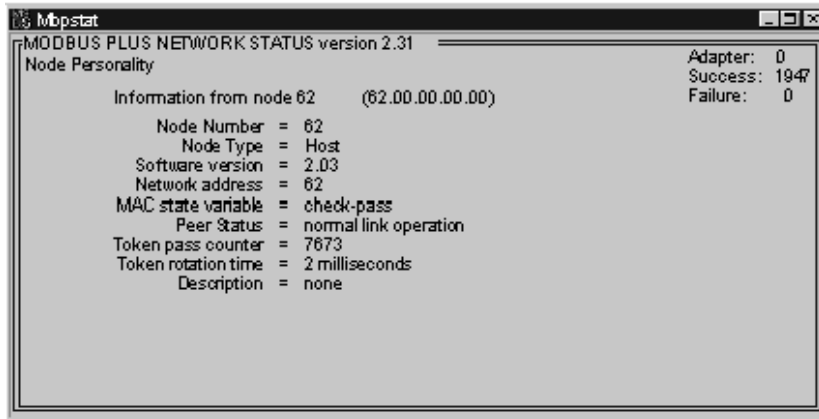 Mbpstat
MODBUS PLUS NETWORK STATUS version 2.31
Node Personality
Adapter: 0
Success: 1947
Failure: 0
Information from node 62 (62.00.00.00.00)
Node Number = 62
Node Type = Host
Software version = 2.03
Network address = 62
MAC state variable = check-pass
Peer Status = normal link operation
Token pass counter = 7673
Token rotation time = 2 milliseconds
Description = none